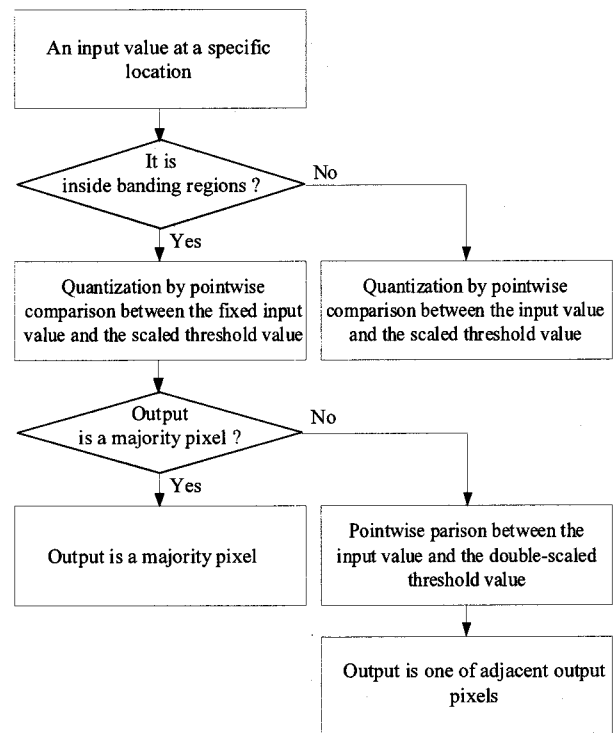 An input value at a specific
location
It is
inside banding regions ?
No
Yes
Quantization by pointwise
comparison between the fixed input
value and the scaled threshold value
Quantization by pointwise
comparison between the input value
and the scaled threshold value
Output
is a majority pixel ?
No
Yes
Output is a majority pixel
Pointwise parison between the
input value and the double-scaled
threshold value
Output is one of adjacent output
pixels